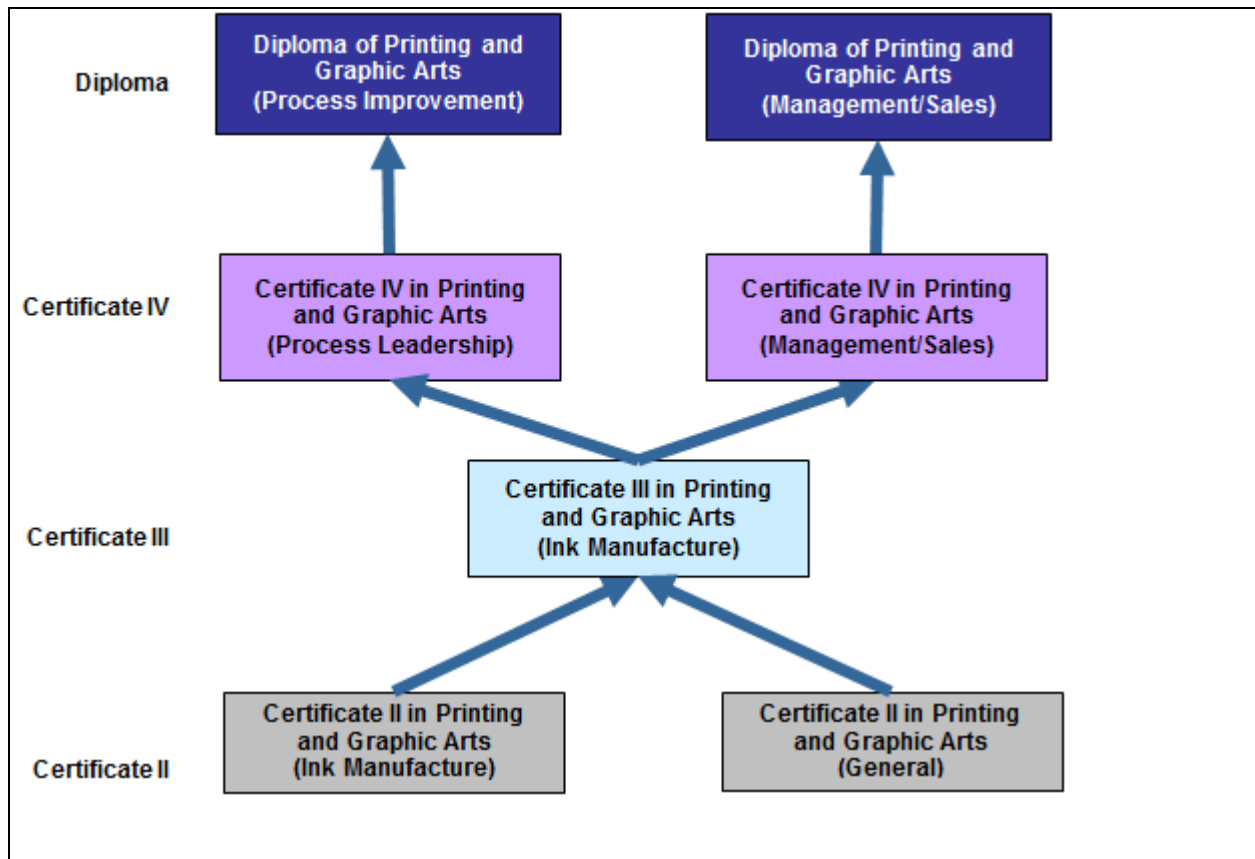 Diploma
Diploma of Printing and
Graphic Arts
(Process Improvement)
Diploma of Printing and
Graphic Arts
(Management/Sales)
Certificate IV
Certificate IV in Printing
and Graphic Arts
(Process Leadership)
Certificate IV in Printing
and Graphic Arts
(Management/Sales)
Certificate III
Certificate III in Printing
and Graphic Arts
(Ink Manufacture)
Certificate II
Certificate II in Printing
and Graphic Arts
(Ink Manufacture)
Certificate II in Printing
and Graphic Arts
(General)